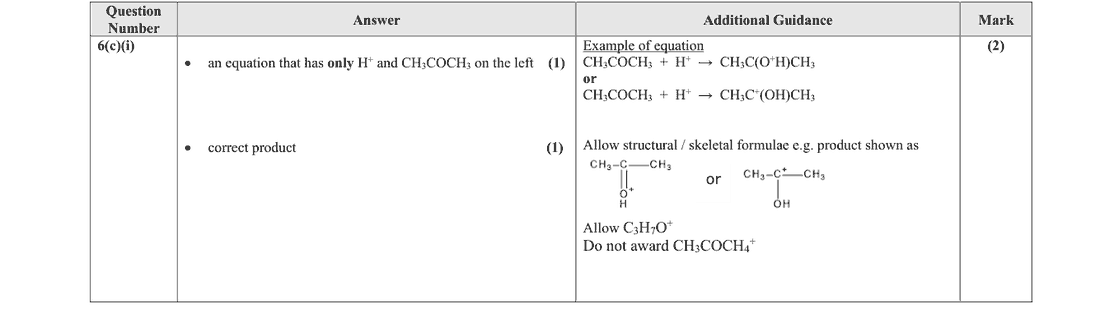 Question Number Answer Additional Guidance Mark
6(c)(i) Example of equation (2)
• an equation that has only H⁺ and CH₃COCH₃ on the left (1) CH₃COCH₃ + H⁺ → CH₃C(O⁺H)CH₃
or
CH₃COCH₃ + H⁺ → CH₃C⁺(OH)CH₃
• correct product (1) Allow structural / skeletal formulae e.g. product shown as
CH₃–C—CH₃
O⁺
H
or
CH₃–C⁺—CH₃
OH
Allow C₃H₇O⁺
Do not award CH₃COCH₄⁺